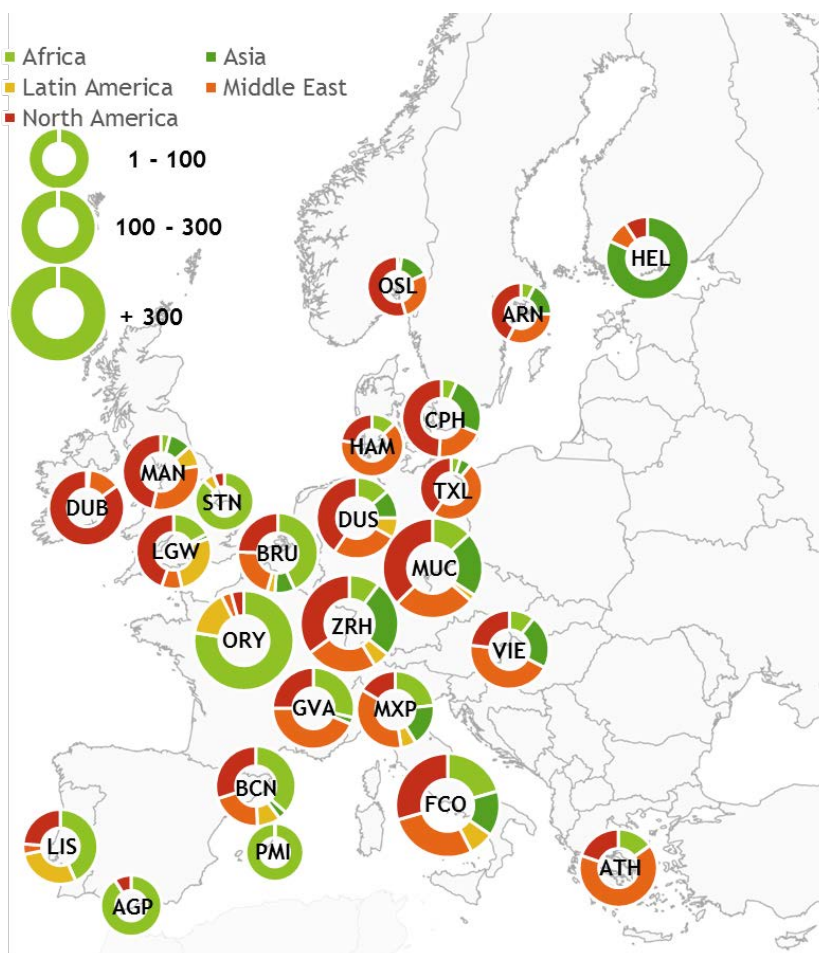 Africa Asia
Latin America Middle East
North America
1 - 100
100 - 300
+ 300
HEL
OSL
ARN
CPH
HAM
MAN
TXL
STN
DUB
DUS
LGW
BRU
MUC
ZRH
ORY
VIE
GVA
MXP
BCN
FCO
LIS
PMI
ATH
AGP